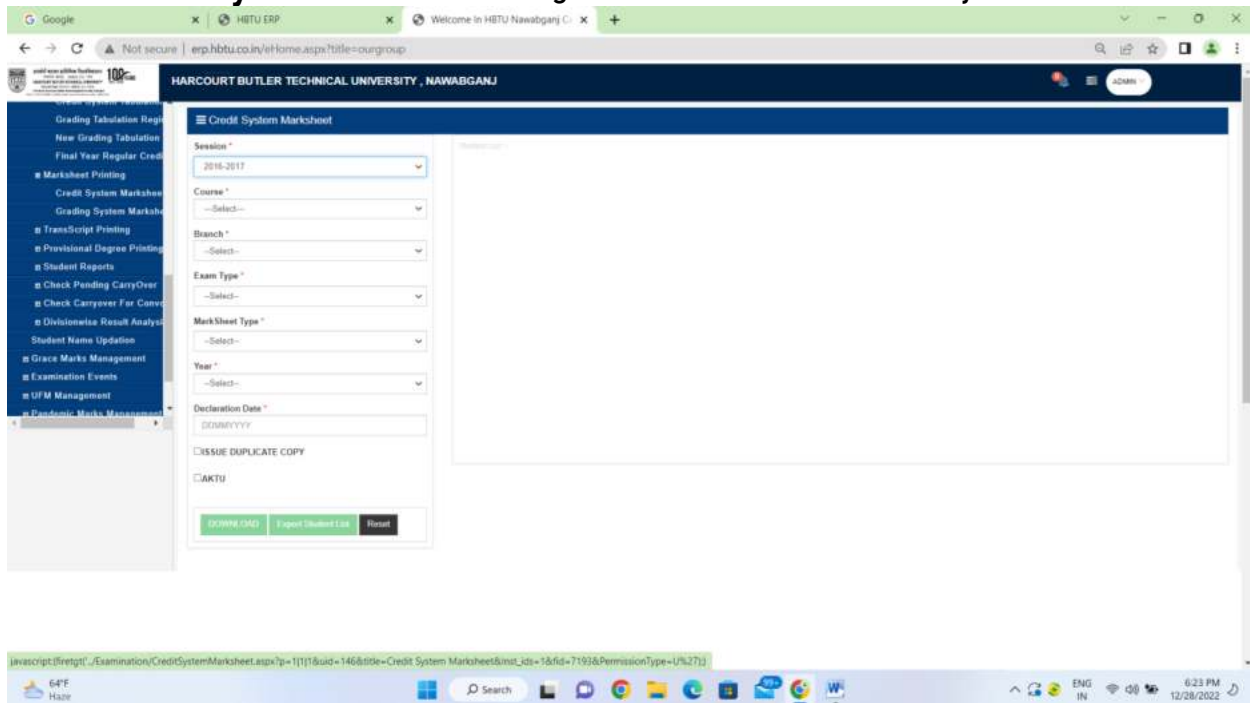 Google
HBTU ERP
Welcome In HBTU Nawabganj C
Not secure | erp.hbtu.co.in/eHome.aspx?title=ourgroup
HARCOURT BUTLER TECHNICAL UNIVERSITY , NAWABGANJ
ADMIN
Grading Tabulation Regi
New Grading Tabulation
Final Year Regular Credi
Marksheet Printing
Credit System Markshee
Grading System Markshe
TransScript Printing
Provisional Degree Printing
Student Reports
Check Pending CarryOver
Check Carryover For Convo
Divisionwise Result Analysi
Student Name Updation
Grace Marks Management
Examination Events
UFM Management
Pandemic Marks Management
Credit System Marksheet
Session *
2016-2017
Course *
---Select---
Branch *
--Select--
Exam Type *
--Select--
MarkSheet Type *
--Select--
Year *
--Select--
Declaration Date *
DD/MM/YYYY
ISSUE DUPLICATE COPY
AKTU
DOWNLOAD Export Student List Reset
javascript:firetgt('../Examination/CreditSystemMarksheet.aspx?p=1|1|1&uid=146&title=Credit System Marksheet&inst_ids=1&fid=7193&PermissionType=U%27);)
64°F
Haze
Search
99+
ENG
IN
6:23 PM
12/28/2022